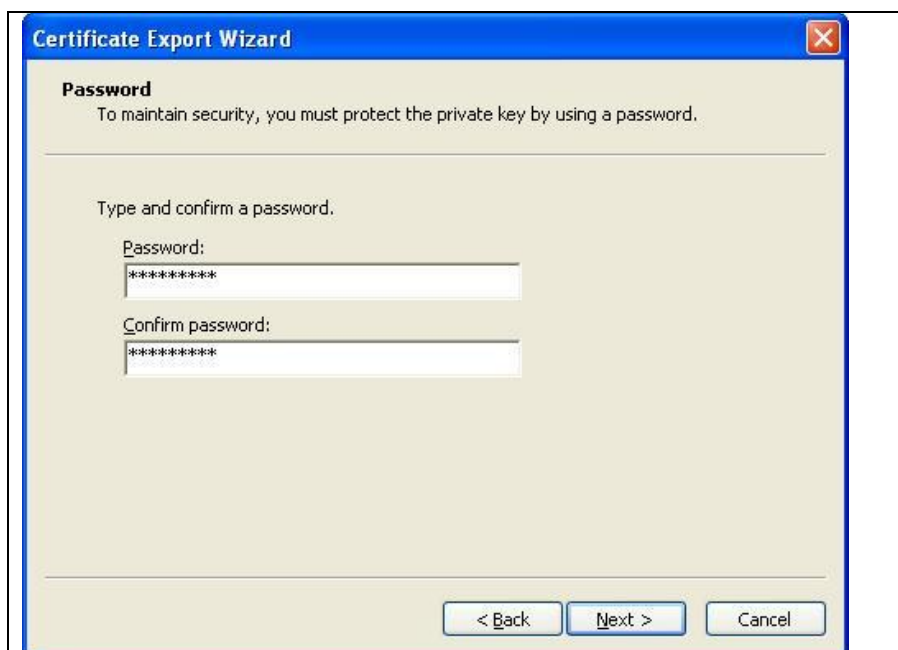 Certificate Export Wizard
Password
To maintain security, you must protect the private key by using a password.
Type and confirm a password.
Password:
*********
Confirm password:
*********
< Back Next > Cancel